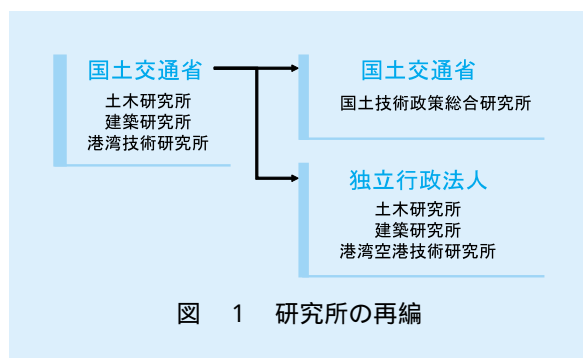 国土交通省
土木研究所
建築研究所
港湾技術研究所
国土交通省
国土技術政策総合研究所
独立行政法人
土木研究所
建築研究所
港湾空港技術研究所
図 1 研究所の再編